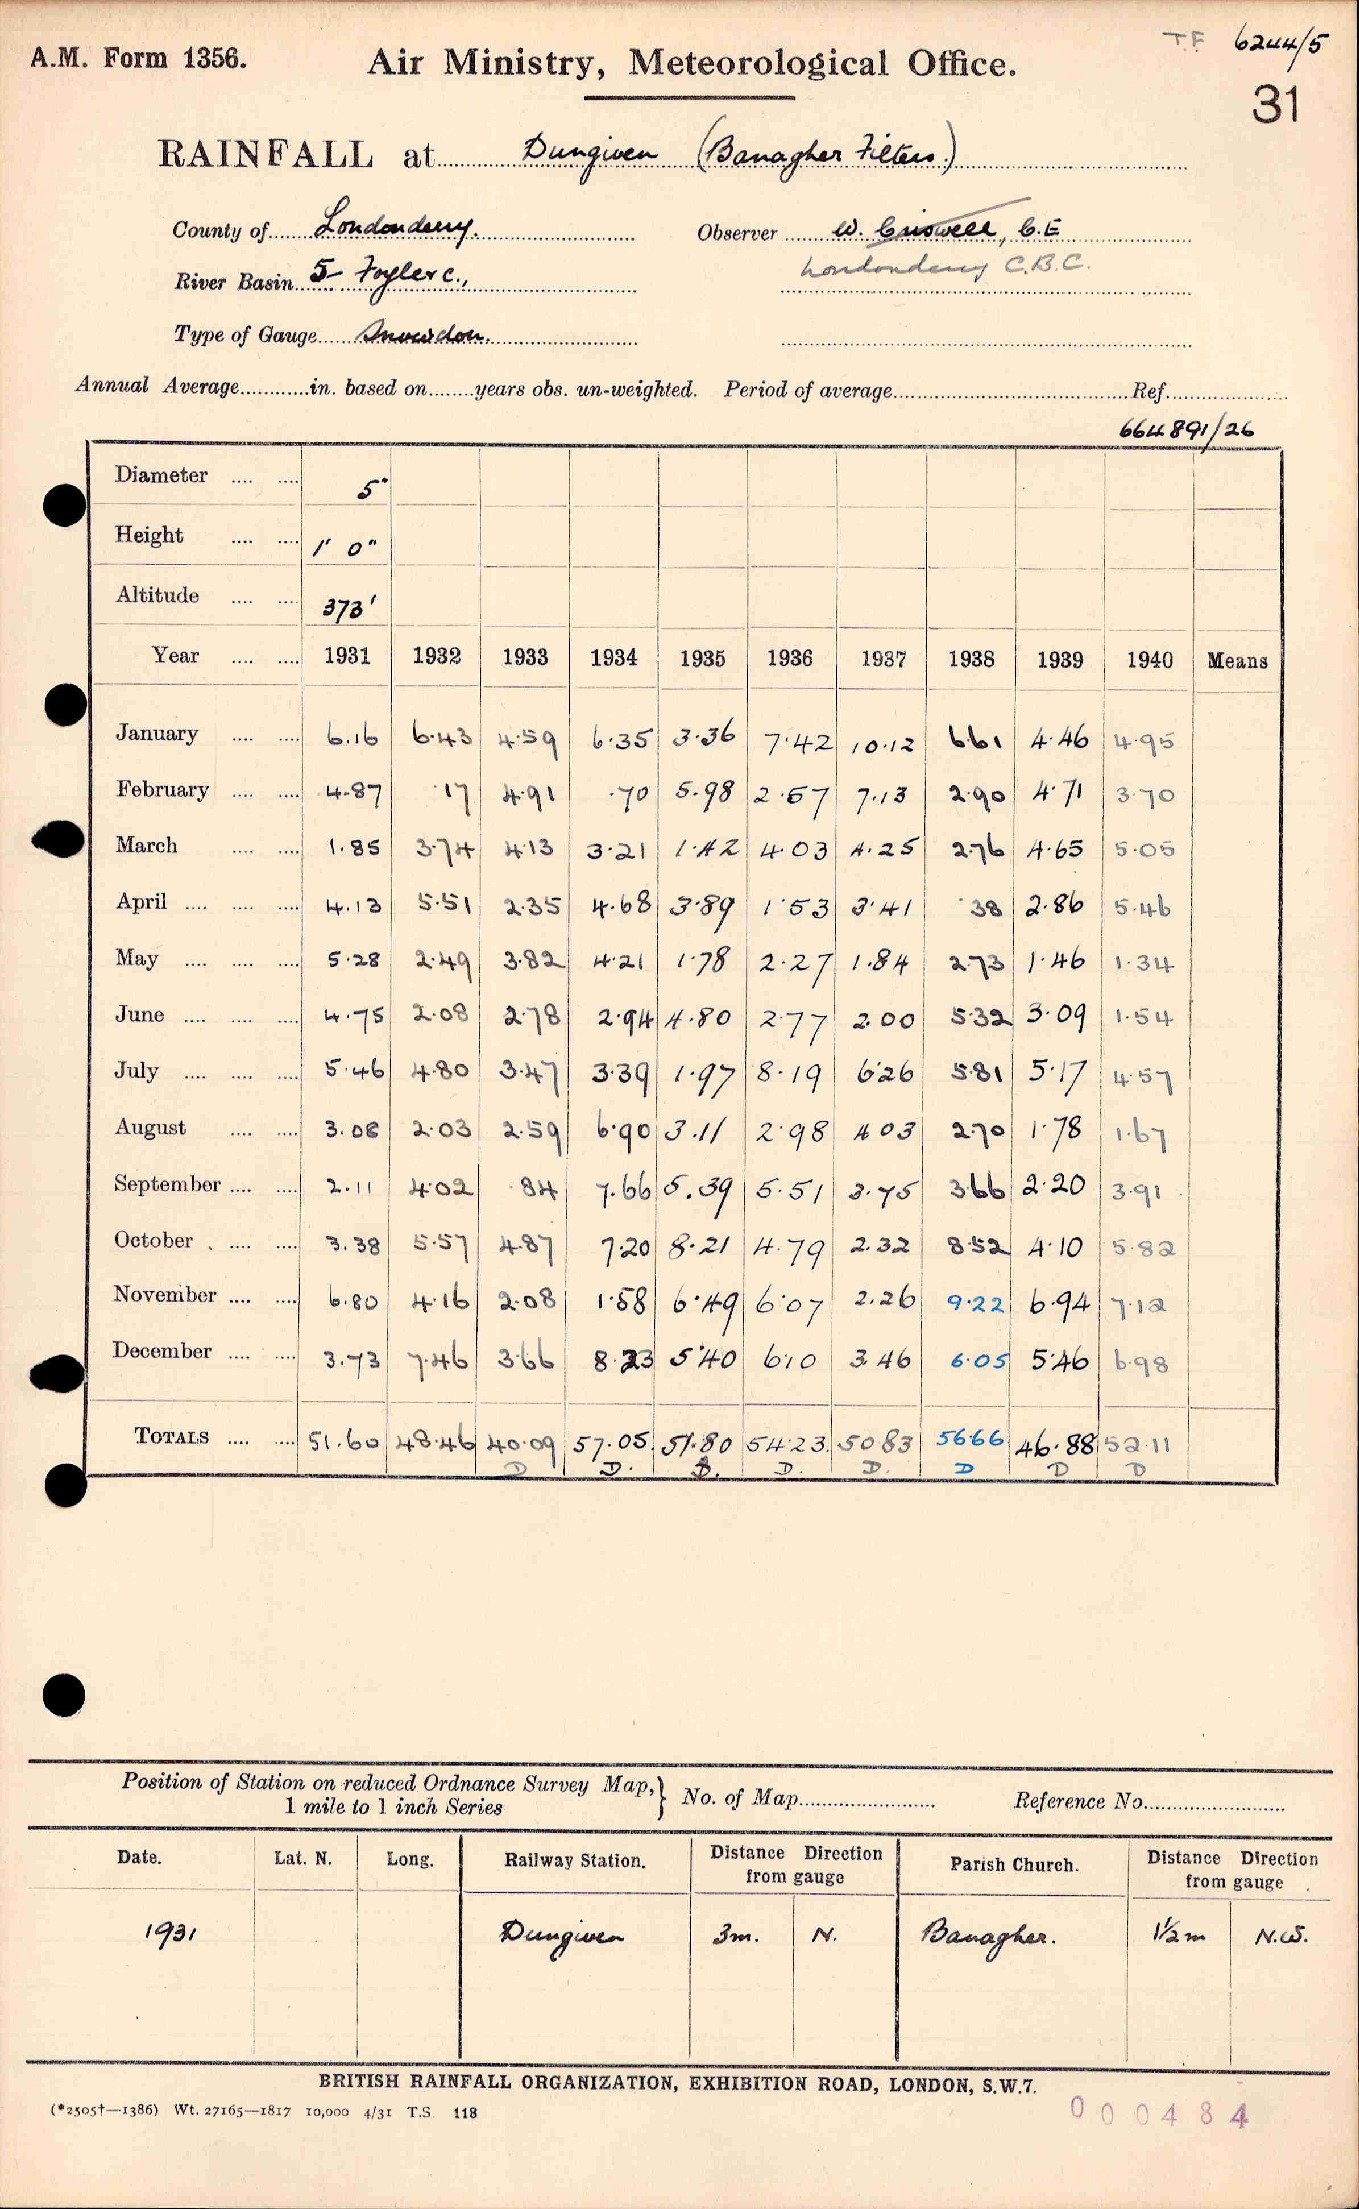 T.F 6244/5
A.M. Form 1356. Air Ministry, Meteorological Office.
31
RAINFALL at Dungiven (Banagher Filters.)
County of Londonderry. Observer W. Criswell, C.E
River Basin 5 Foyle &c., Londonderry C.B.C.
Type of Gauge Snowdon.
Annual Average in. based on years obs. un-weighted. Period of average Ref.
664891/26
Diameter 5"
Height 1' 0"
Altitude 373'
Year 1931 1932 1933 1934 1935 1936 1937 1938 1939 1940 Means
January 6.16 6.43 4.59 6.35 3.36 7.42 10.12 6.61 4.46 4.95
February 4.87 .17 4.91 .70 5.98 2.57 7.13 2.90 4.71 3.70
March 1.85 3.74 4.13 3.21 1.42 4.03 4.25 2.76 4.65 5.05
April 4.13 5.51 2.35 4.68 3.89 1.53 3.41 .38 2.86 5.46
May 5.28 2.49 3.82 4.21 1.78 2.27 1.84 2.73 1.46 1.34
June 4.75 2.08 2.78 2.94 4.80 2.77 2.00 5.32 3.09 1.54
July 5.46 4.80 3.47 3.39 1.97 8.19 6.26 5.81 5.17 4.57
August 3.08 2.03 2.59 6.90 3.11 2.98 4.03 2.70 1.78 1.67
September 2.11 4.02 .84 7.66 5.39 5.51 3.75 3.66 2.20 3.91
October 3.38 5.57 4.87 7.20 8.21 4.79 2.32 8.52 4.10 5.82
November 6.80 4.16 2.08 1.58 6.49 6.07 2.26 9.22 6.94 7.12
December 3.73 7.46 3.66 8.23 5.40 6.10 3.46 6.05 5.46 6.98
TOTALS 51.60 48.46 40.09 57.05 51.80 54.23 50.83 56.66 46.88 52.11
D D. D. D. D. D D D
Position of Station on reduced Ordnance Survey Map, } No. of Map Reference No.
1 mile to 1 inch Series
Date. Lat. N. Long. Railway Station. Distance Direction from gauge Parish Church. Distance Direction from gauge
1931 Dungiven 3m. N. Banagher. 1½m N.W.
BRITISH RAINFALL ORGANIZATION, EXHIBITION ROAD, LONDON, S.W.7.
(*2505†—1386) Wt. 27165—1817 10,000 4/31 T.S. 118
000484